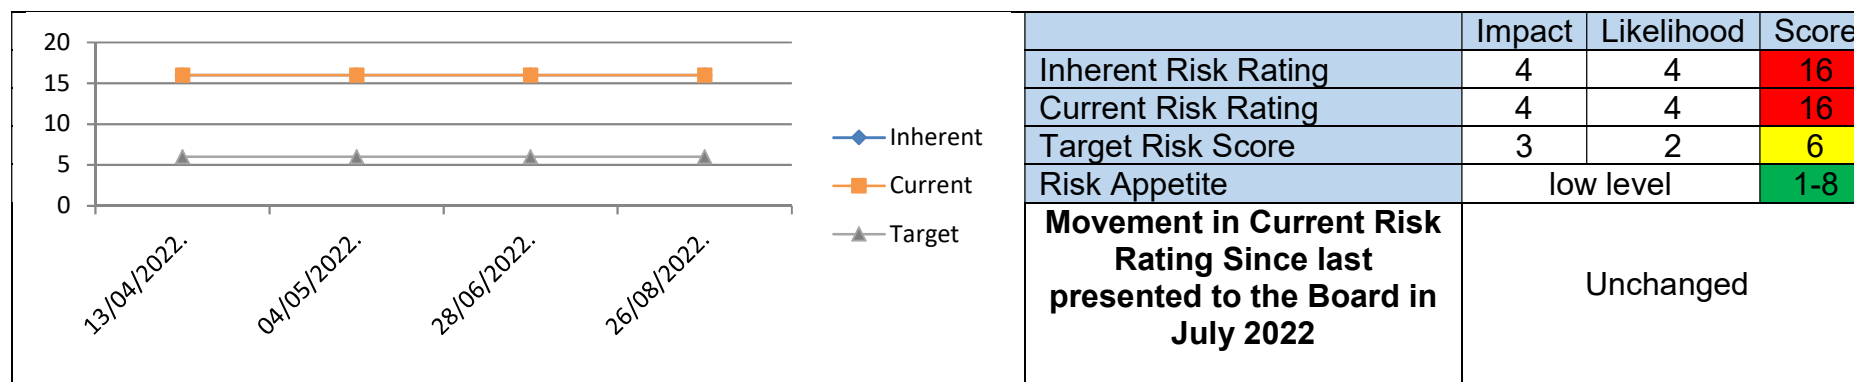 20
15
10
5
0
13/04/2022.
04/05/2022.
28/06/2022.
26/08/2022.
Inherent
Current
Target
Impact Likelihood Score
Inherent Risk Rating 4 4 16
Current Risk Rating 4 4 16
Target Risk Score 3 2 6
Risk Appetite low level 1-8
Movement in Current Risk
Rating Since last
presented to the Board in
July 2022
Unchanged